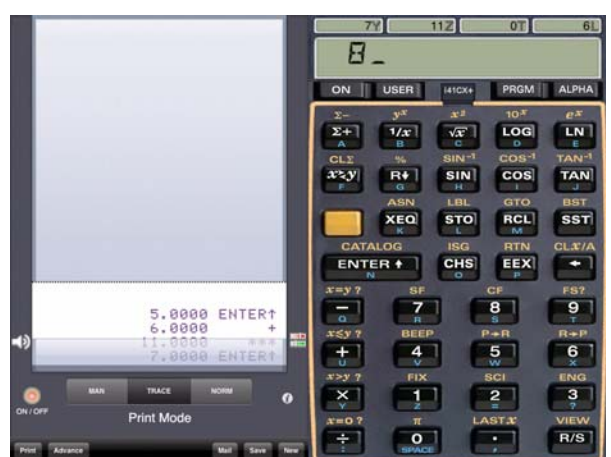 7Y 11Z 0T 6L
8_
ON USER i41CX+ PRGM ALPHA
Σ− yˣ x² 10ˣ eˣ
Σ+ 1/x √x LOG LN
A B C D E
CLΣ % SIN⁻¹ COS⁻¹ TAN⁻¹
x≷y R↓ SIN COS TAN
F G H I J
ASN LBL GTO BST
XEQ STO RCL SST
K L M
CATALOG ISG RTN CLX/A
ENTER ↑ CHS EEX ←
N O P
x=y ? SF CF FS?
− 7 8 9
Q R S T
x≤y ? BEEP P→R R→P
+ 4 5 6
U V W X
x>y ? FIX SCI ENG
× 1 2 3
Y Z = ?
x=0 ? π LAST x VIEW
÷ 0 • R/S
: SPACE ,
5.0000 ENTER↑
6.0000 +
11.0000 ***
7.0000 ENTER↑
ON / OFF
MAN TRACE NORM
i
Print Mode
Print Advance Mail Save New